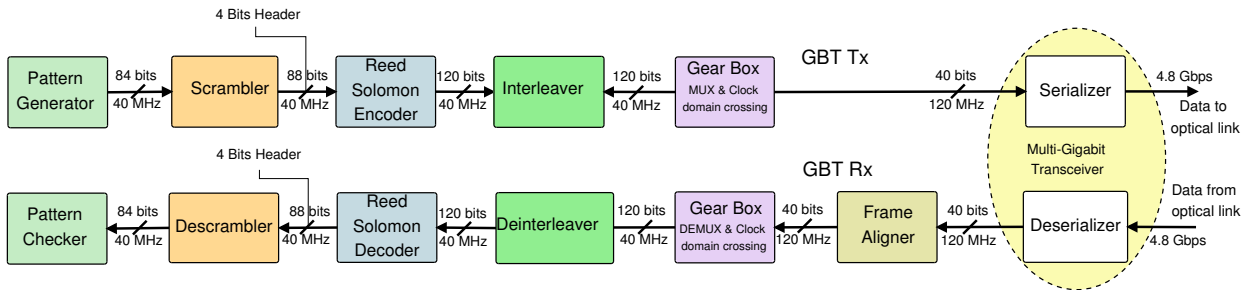 4 Bits Header
GBT Tx
Pattern
Generator
84 bits
40 MHz
Scrambler
88 bits
40 MHz
Reed
Solomon
Encoder
120 bits
40 MHz
Interleaver
120 bits
40 MHz
Gear Box
MUX & Clock
domain crossing
40 bits
120 MHz
Serializer
4.8 Gbps
Data to
optical link
Multi-Gigabit
Transceiver
4 Bits Header
GBT Rx
Pattern
Checker
84 bits
40 MHz
Descrambler
88 bits
40 MHz
Reed
Solomon
Decoder
120 bits
40 MHz
Deinterleaver
120 bits
40 MHz
Gear Box
DEMUX & Clock
domain crossing
40 bits
120 MHz
Frame
Aligner
40 bits
120 MHz
Deserializer
Data from
optical link
4.8 Gbps